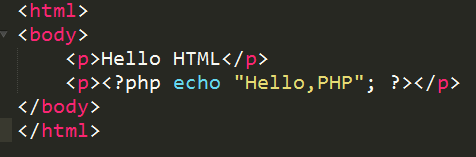 <html>
<body>
    <p>Hello HTML</p>
    <p><?php echo "Hello,PHP"; ?></p>
</body>
</html>